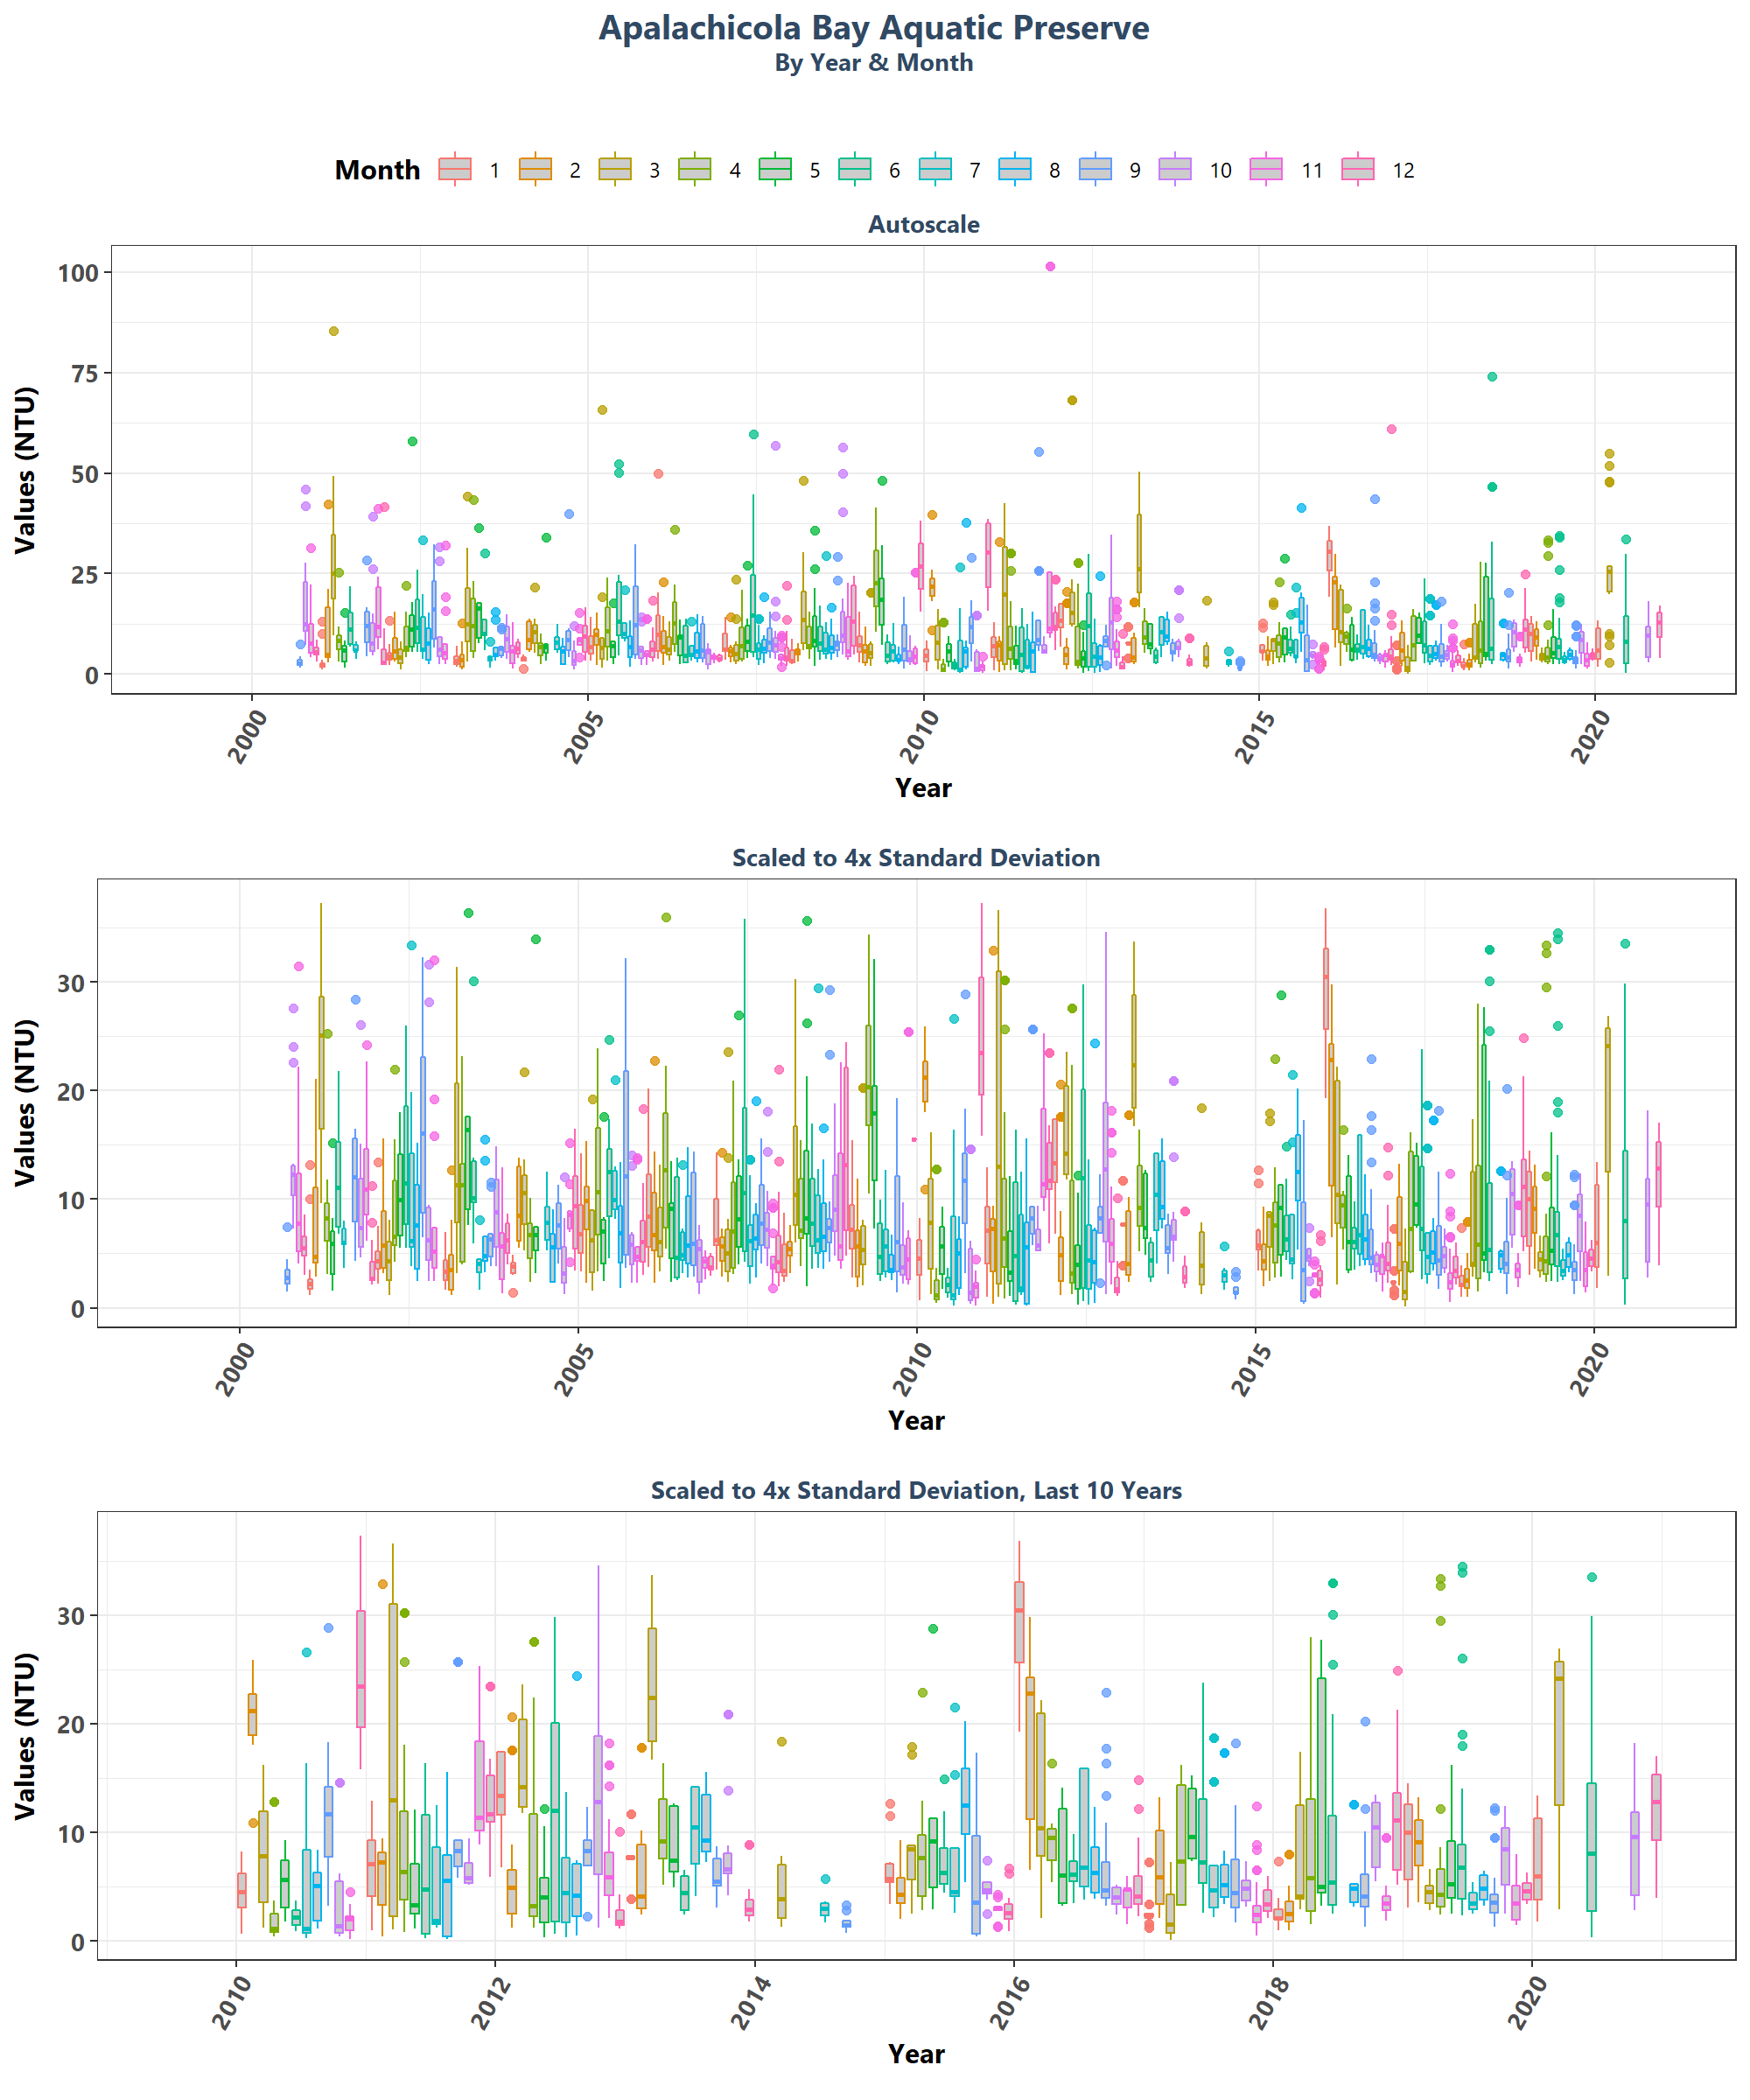 Apalachicola Bay Aquatic Preserve
By Year & Month
Month 1 2 3 4 5 6 7 8 9 10 11 12
Autoscale
Values (NTU)
100
75
50
25
0
2000 2005 2010 2015 2020
Year
Scaled to 4x Standard Deviation
Values (NTU)
30
20
10
0
2000 2005 2010 2015 2020
Year
Scaled to 4x Standard Deviation, Last 10 Years
Values (NTU)
30
20
10
0
2010 2012 2014 2016 2018 2020
Year